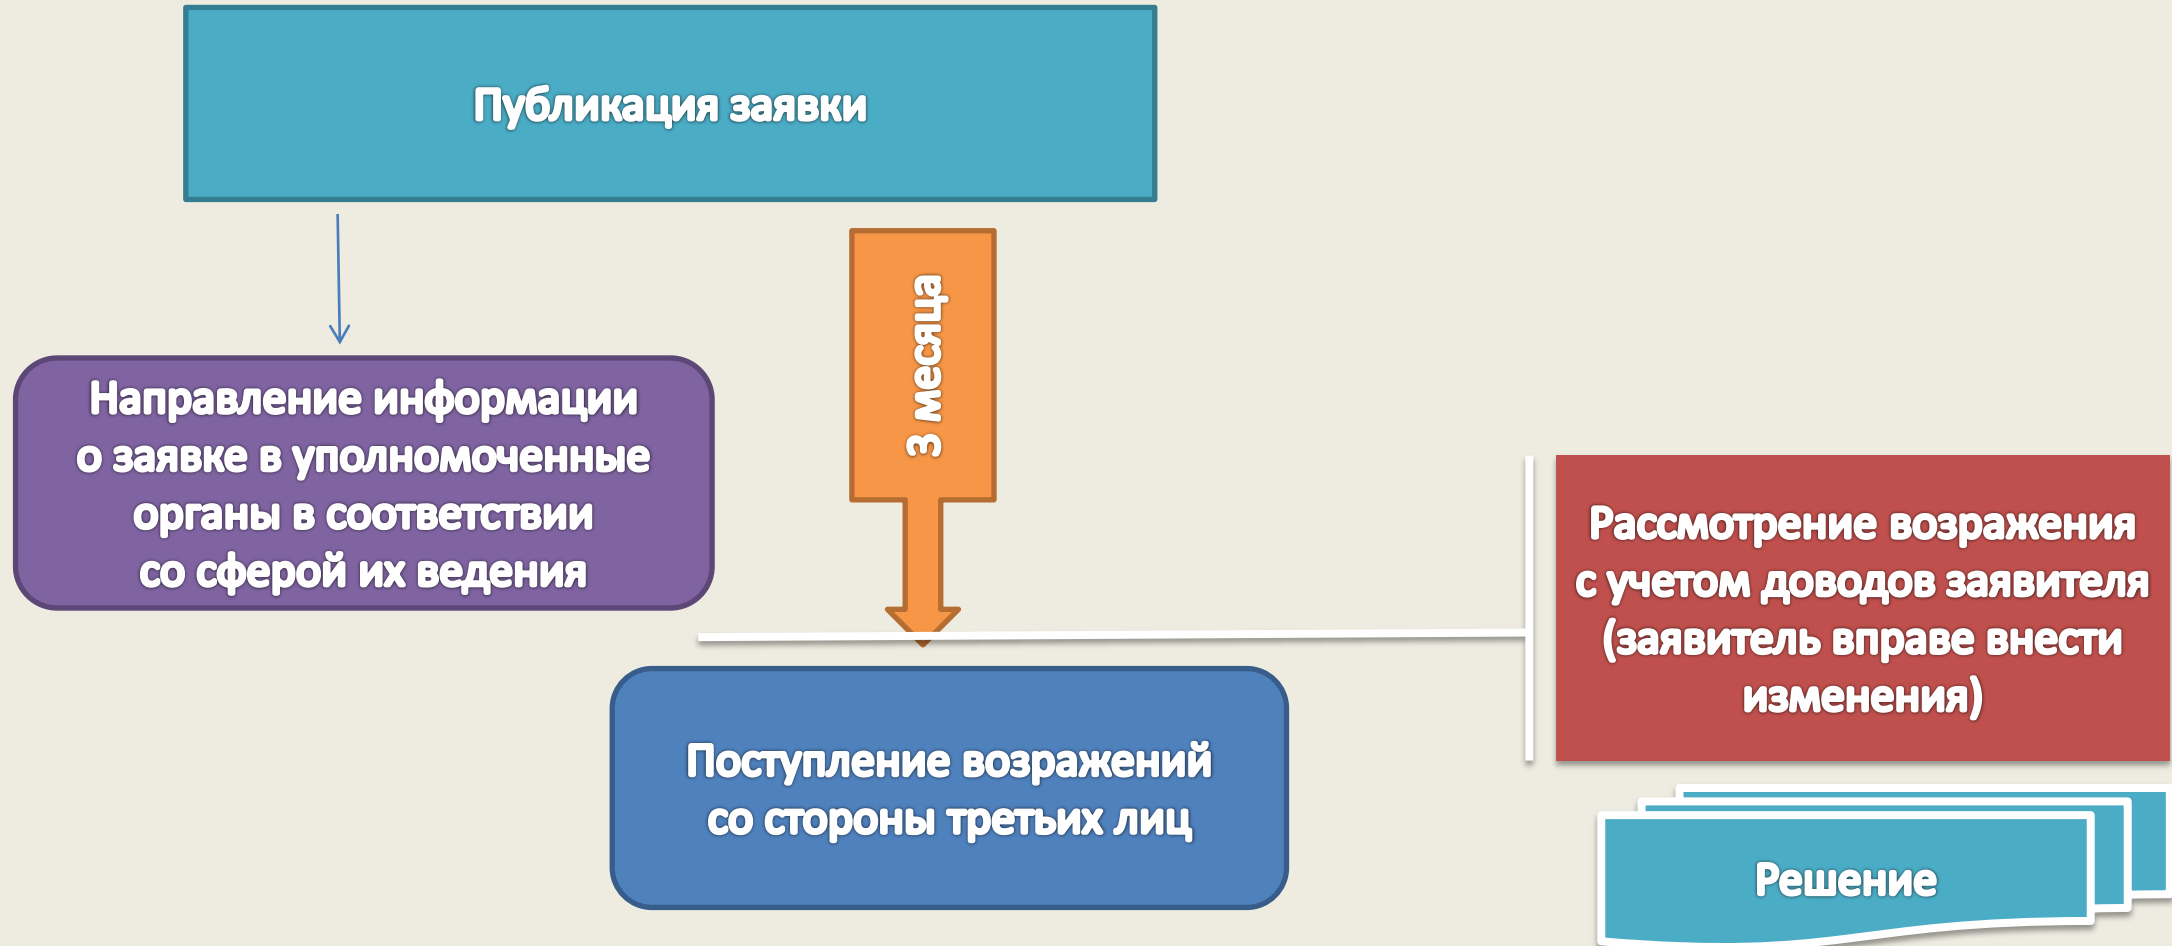 Публикация заявки
3 месяца
Направление информации
о заявке в уполномоченные
органы в соответствии
со сферой их ведения
Рассмотрение возражения
с учетом доводов заявителя
(заявитель вправе внести
изменения)
Поступление возражений
со стороны третьих лиц
Решение